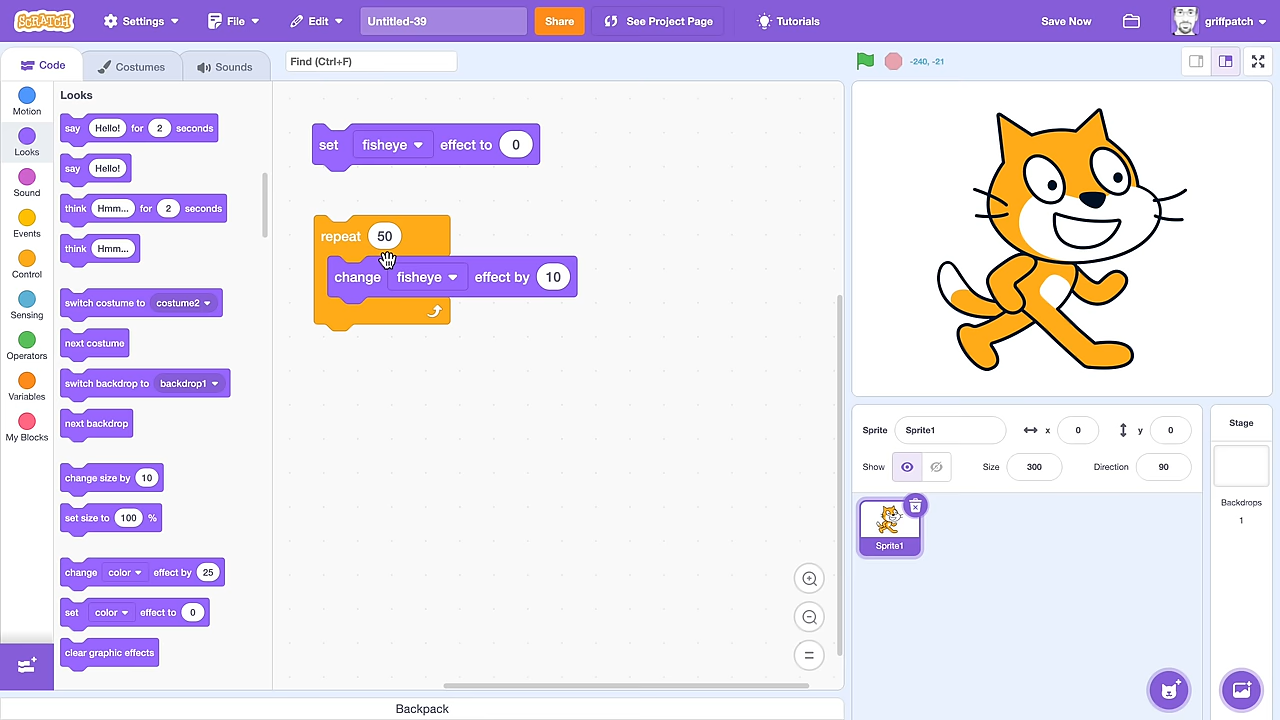 SCRATCH
Settings
File
Edit
Untitled-39
Share
See Project Page
Tutorials
Save Now
griffpatch
Code
Costumes
Sounds
Find (Ctrl+F)
-240, -21
Motion
Looks
Sound
Events
Control
Sensing
Operators
Variables
My Blocks
Looks
say Hello! for 2 seconds
say Hello!
think Hmm... for 2 seconds
think Hmm...
switch costume to costume2
next costume
switch backdrop to backdrop1
next backdrop
change size by 10
set size to 100 %
change color effect by 25
set color effect to 0
clear graphic effects
set fisheye effect to 0
repeat 50
change fisheye effect by 10
Sprite Sprite1 x 0 y 0
Show Size 300 Direction 90
Sprite1
Stage
Backdrops
1
Backpack